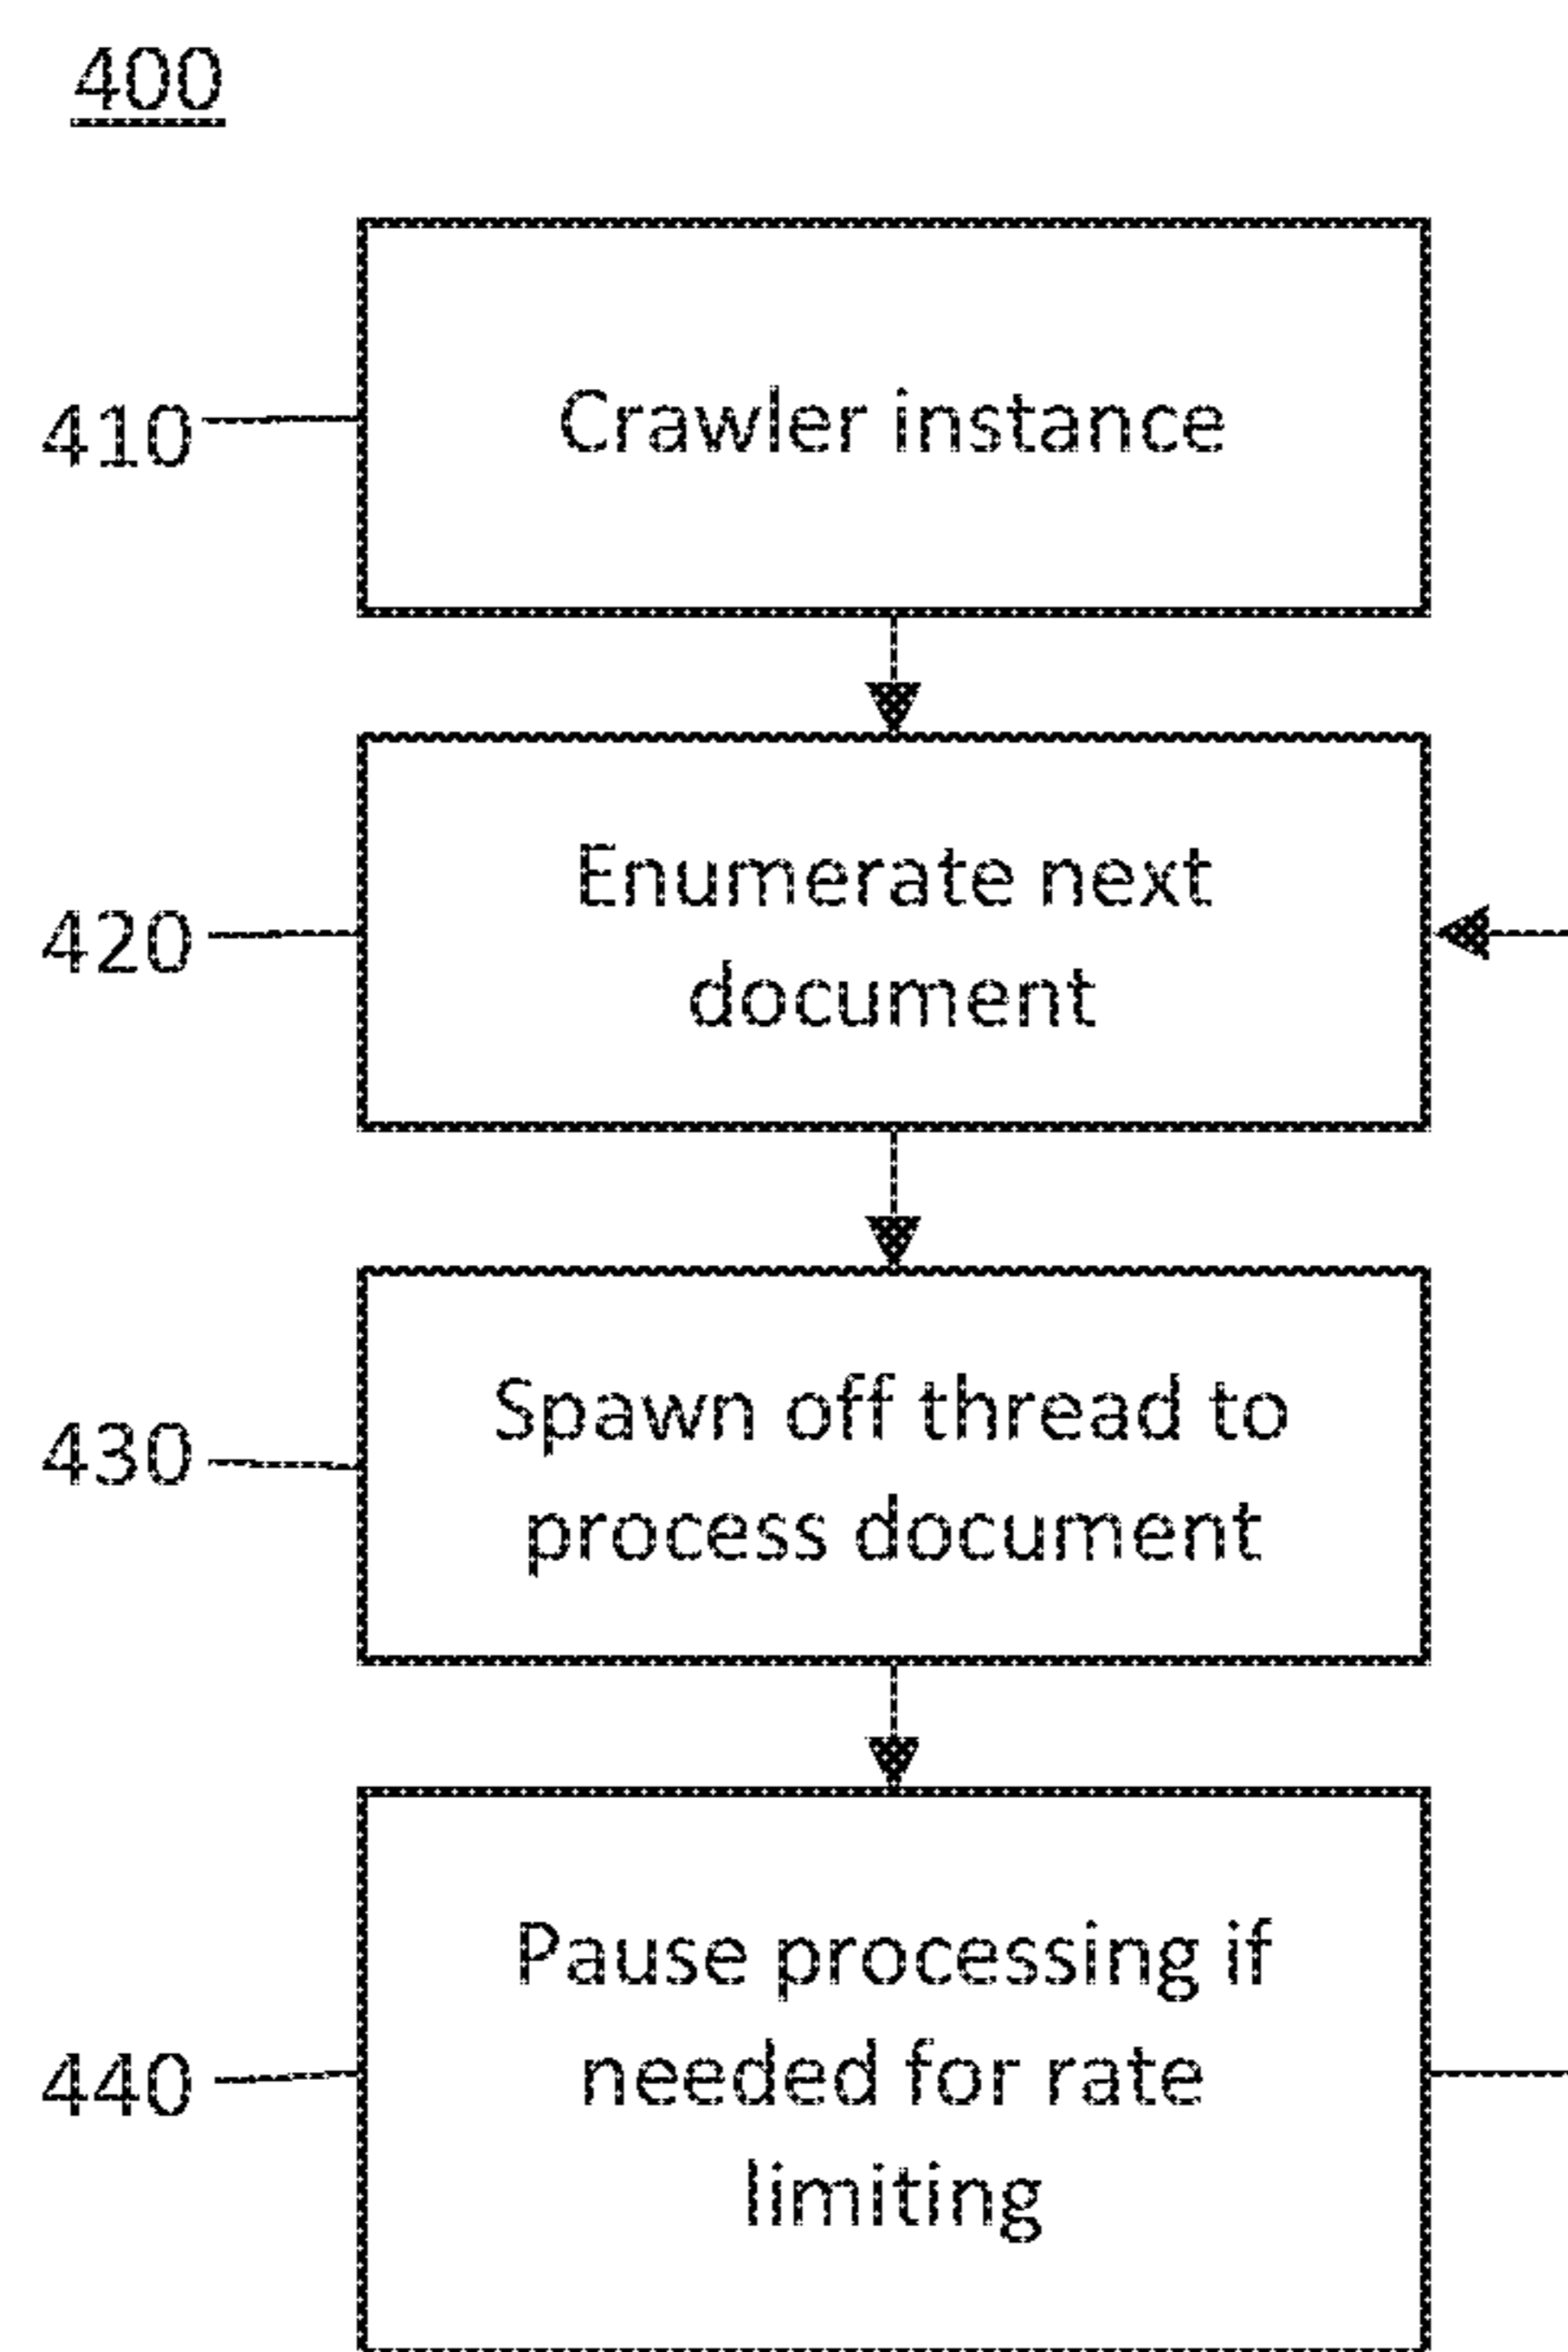 400
410
Crawler instance
420
Enumerate next
document
430
Spawn off thread to
process document
440
Pause processing if
needed for rate
limiting